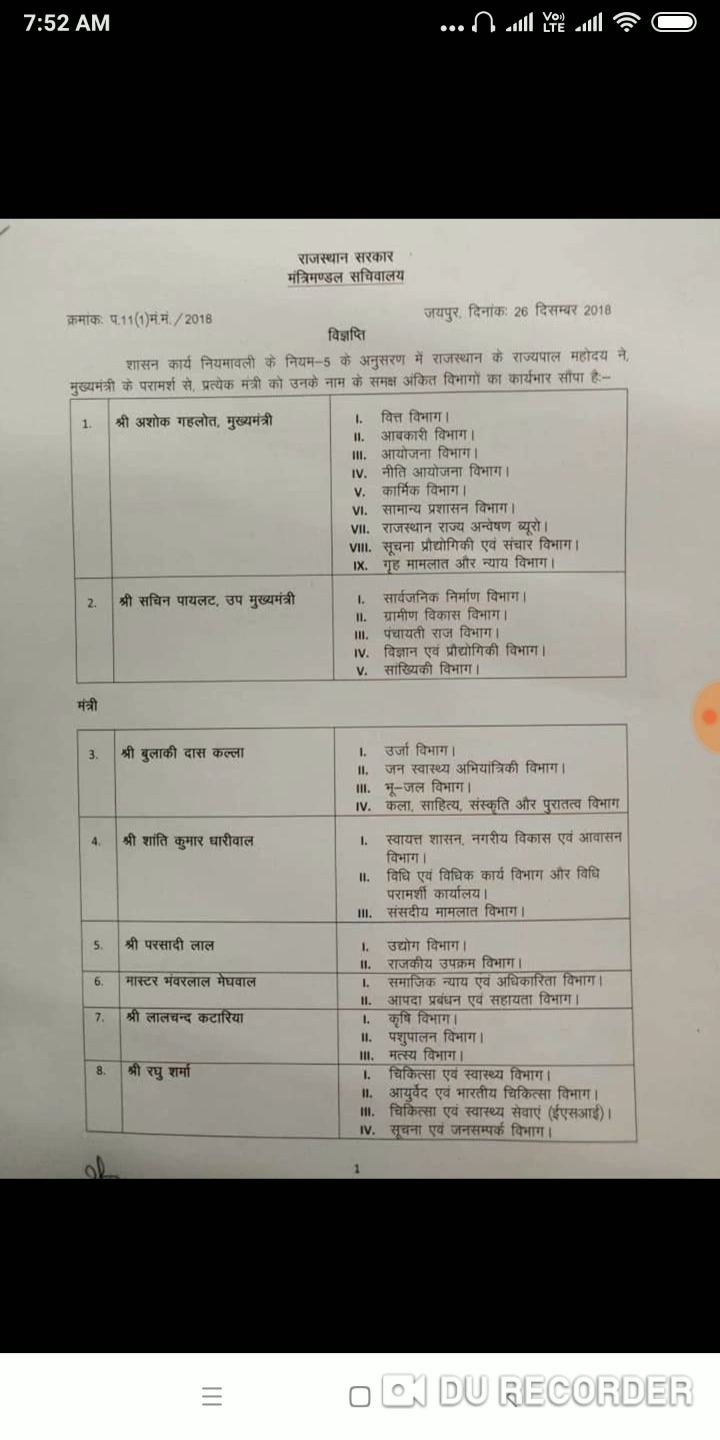 7:52 AM
Vo)) LTE
राजस्थान सरकार
मंत्रिमण्डल सचिवालय
क्रमांकः प.11(1)मं.मं./2018
जयपुर, दिनांकः 26 दिसम्बर 2018
विज्ञप्ति
शासन कार्य नियमावली के नियम-5 के अनुसरण में राजस्थान के राज्यपाल महोदय ने,
मुख्यमंत्री के परामर्श से, प्रत्येक मंत्री को उनके नाम के समक्ष अंकित विभागों का कार्यभार सौंपा हैः-
1. श्री अशोक गहलोत, मुख्यमंत्री
I. वित्त विभाग।
II. आबकारी विभाग।
III. आयोजना विभाग।
IV. नीति आयोजना विभाग।
V. कार्मिक विभाग।
VI. सामान्य प्रशासन विभाग।
VII. राजस्थान राज्य अन्वेषण ब्यूरो।
VIII. सूचना प्रौद्योगिकी एवं संचार विभाग।
IX. गृह मामलात और न्याय विभाग।
2. श्री सचिन पायलट, उप मुख्यमंत्री
I. सार्वजनिक निर्माण विभाग।
II. ग्रामीण विकास विभाग।
III. पंचायती राज विभाग।
IV. विज्ञान एवं प्रौद्योगिकी विभाग।
V. सांख्यिकी विभाग।
मंत्री
3. श्री बुलाकी दास कल्ला
I. उर्जा विभाग।
II. जन स्वास्थ्य अभियांत्रिकी विभाग।
III. भू-जल विभाग।
IV. कला, साहित्य, संस्कृति और पुरातत्व विभाग
4. श्री शांति कुमार धारीवाल
I. स्वायत्त शासन, नगरीय विकास एवं आवासन
विभाग।
II. विधि एवं विधिक कार्य विभाग और विधि
परामर्शी कार्यालय।
III. संसदीय मामलात विभाग।
5. श्री परसादी लाल
I. उद्योग विभाग।
II. राजकीय उपक्रम विभाग।
6. मास्टर भंवरलाल मेघवाल
I. समाजिक न्याय एवं अधिकारिता विभाग।
II. आपदा प्रबंधन एवं सहायता विभाग।
7. श्री लालचन्द कटारिया
I. कृषि विभाग।
II. पशुपालन विभाग।
III. मत्स्य विभाग।
8. श्री रघु शर्मा
I. चिकित्सा एवं स्वास्थ्य विभाग।
II. आयुर्वेद एवं भारतीय चिकित्सा विभाग।
III. चिकित्सा एवं स्वास्थ्य सेवाएं (ईएसआई)।
IV. सूचना एवं जनसम्पर्क विभाग।
1
DU RECORDER